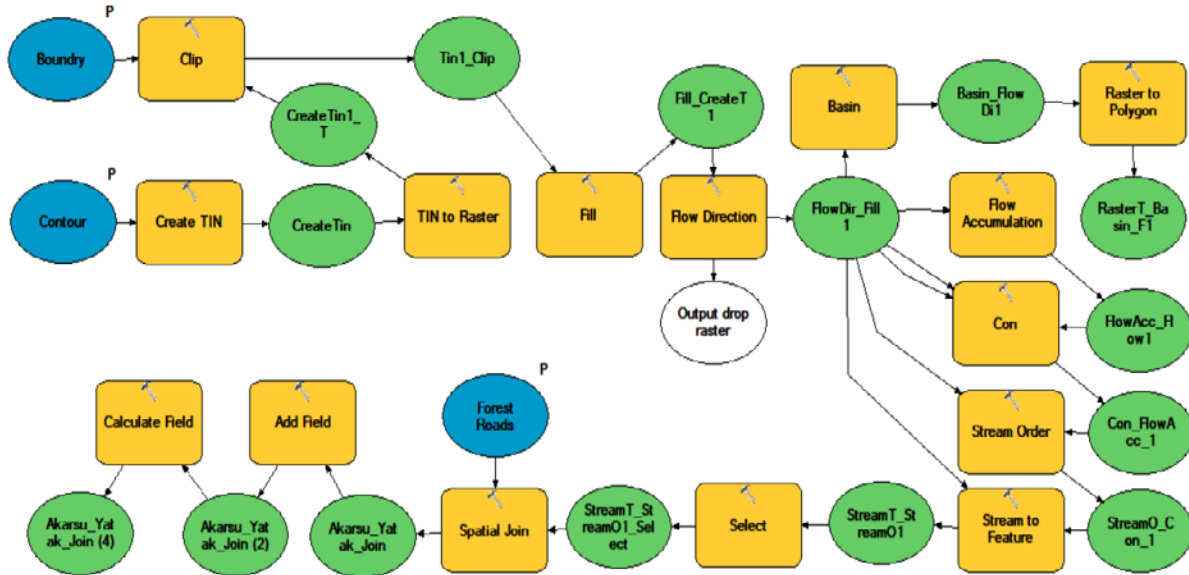 P
Boundry
Clip
Tin1_Clip
CreateTin1_
T
Fill_CreateT
1
Basin
Basin_Flow
Di1
Raster to
Polygon
P
Contour
Create TIN
CreateTin
TIN to Raster
Fill
Flow Direction
FlowDir_Fill
1
Flow
Accumulation
RasterT_Ba
sin_F1
Output drop
raster
Con
FlowAcc_Fl
ow1
P
Forest
Roads
Calculate Field
Add Field
Stream Order
Con_FlowA
cc_1
Akarsu_Yat
ak_Join (4)
Akarsu_Yat
ak_Join (2)
Akarsu_Yat
ak_Join
Spatial Join
StreamT_St
reamO1_Sel
ect
Select
StreamT_St
reamO1
Stream to
Feature
StreamO_C
on_1